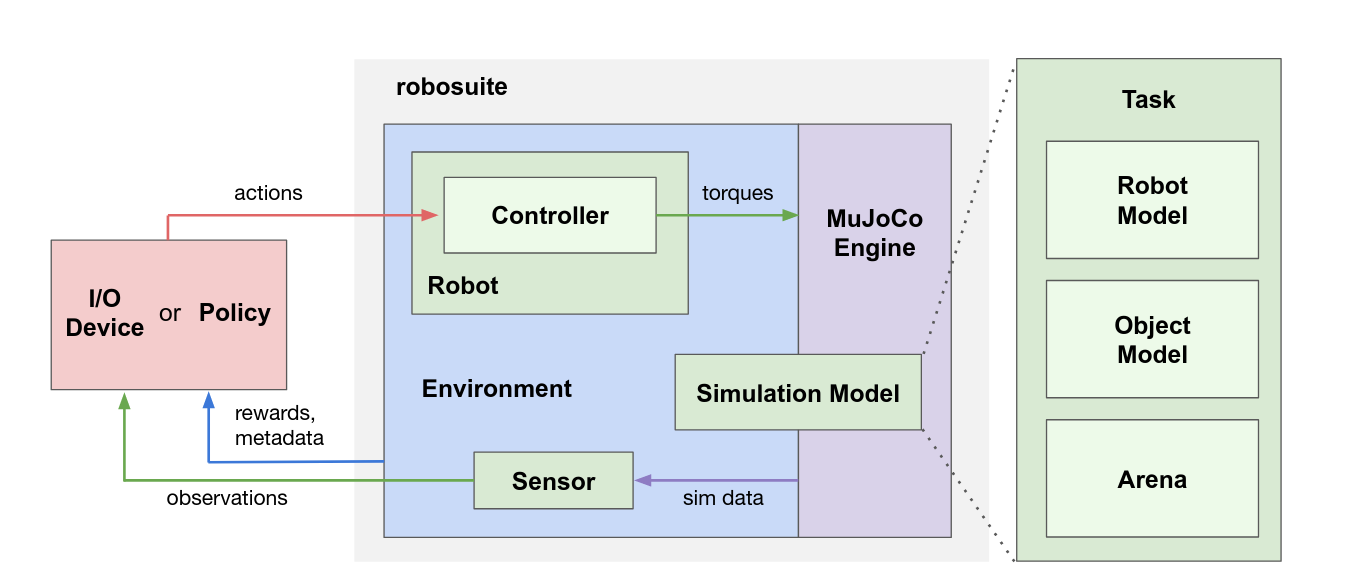 robosuite
Task
actions
Controller
torques
Robot
Model
MuJoCo
Engine
Robot
I/O
Device
or
Policy
Object
Model
Environment
Simulation Model
rewards,
metadata
Sensor
sim data
observations
Arena